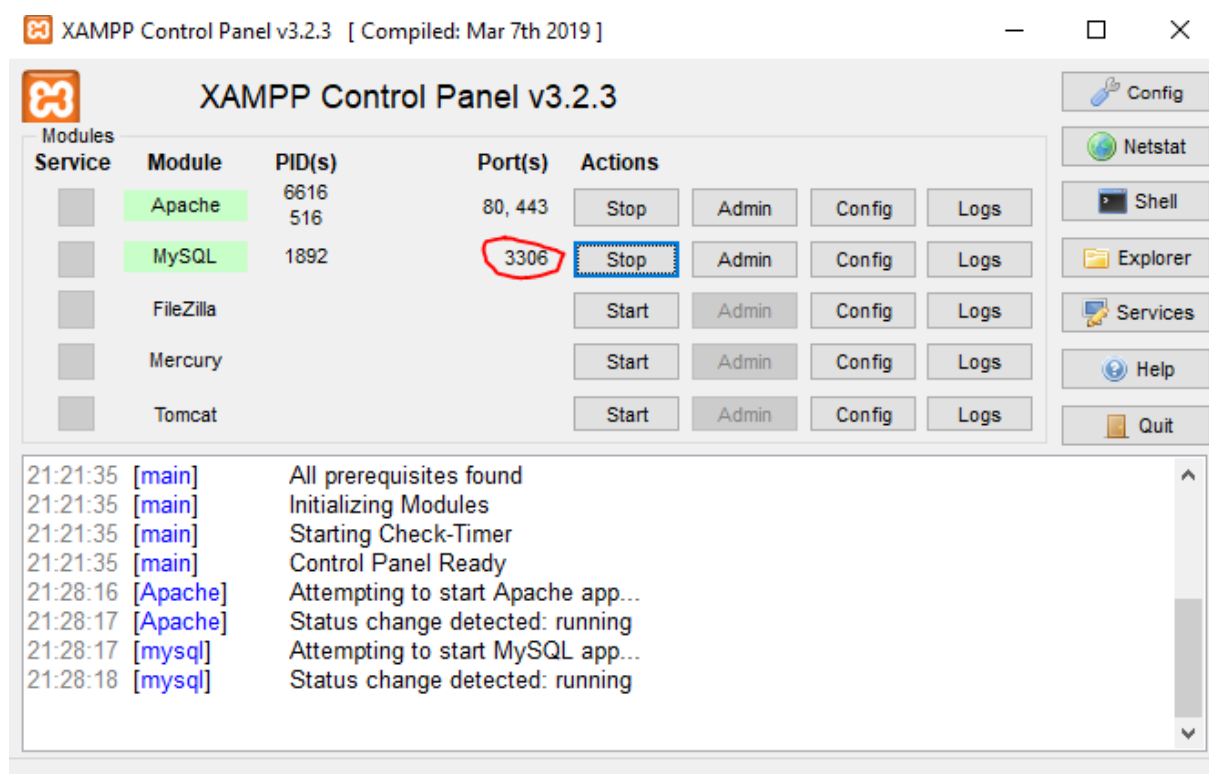 XAMPP Control Panel v3.2.3 [ Compiled: Mar 7th 2019 ]
XAMPP Control Panel v3.2.3
Config
Modules
Service Module PID(s) Port(s) Actions
Netstat
Apache 6616 516 80, 443 Stop Admin Config Logs
Shell
MySQL 1892 3306 Stop Admin Config Logs
Explorer
FileZilla Start Admin Config Logs
Services
Mercury Start Admin Config Logs
Help
Tomcat Start Admin Config Logs
Quit
21:21:35 [main] All prerequisites found
21:21:35 [main] Initializing Modules
21:21:35 [main] Starting Check-Timer
21:21:35 [main] Control Panel Ready
21:28:16 [Apache] Attempting to start Apache app...
21:28:17 [Apache] Status change detected: running
21:28:17 [mysql] Attempting to start MySQL app...
21:28:18 [mysql] Status change detected: running